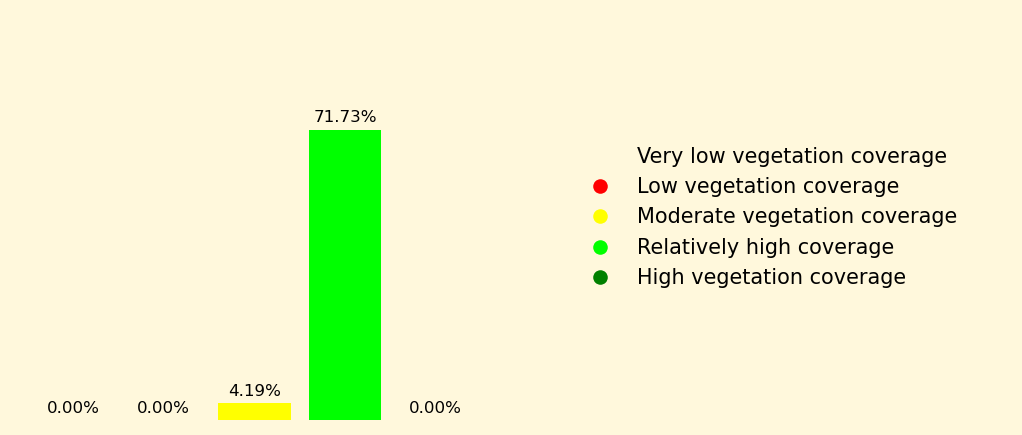 71.73%
4.19%
0.00%
0.00%
0.00%
Very low vegetation coverage
Low vegetation coverage
Moderate vegetation coverage
Relatively high coverage
High vegetation coverage